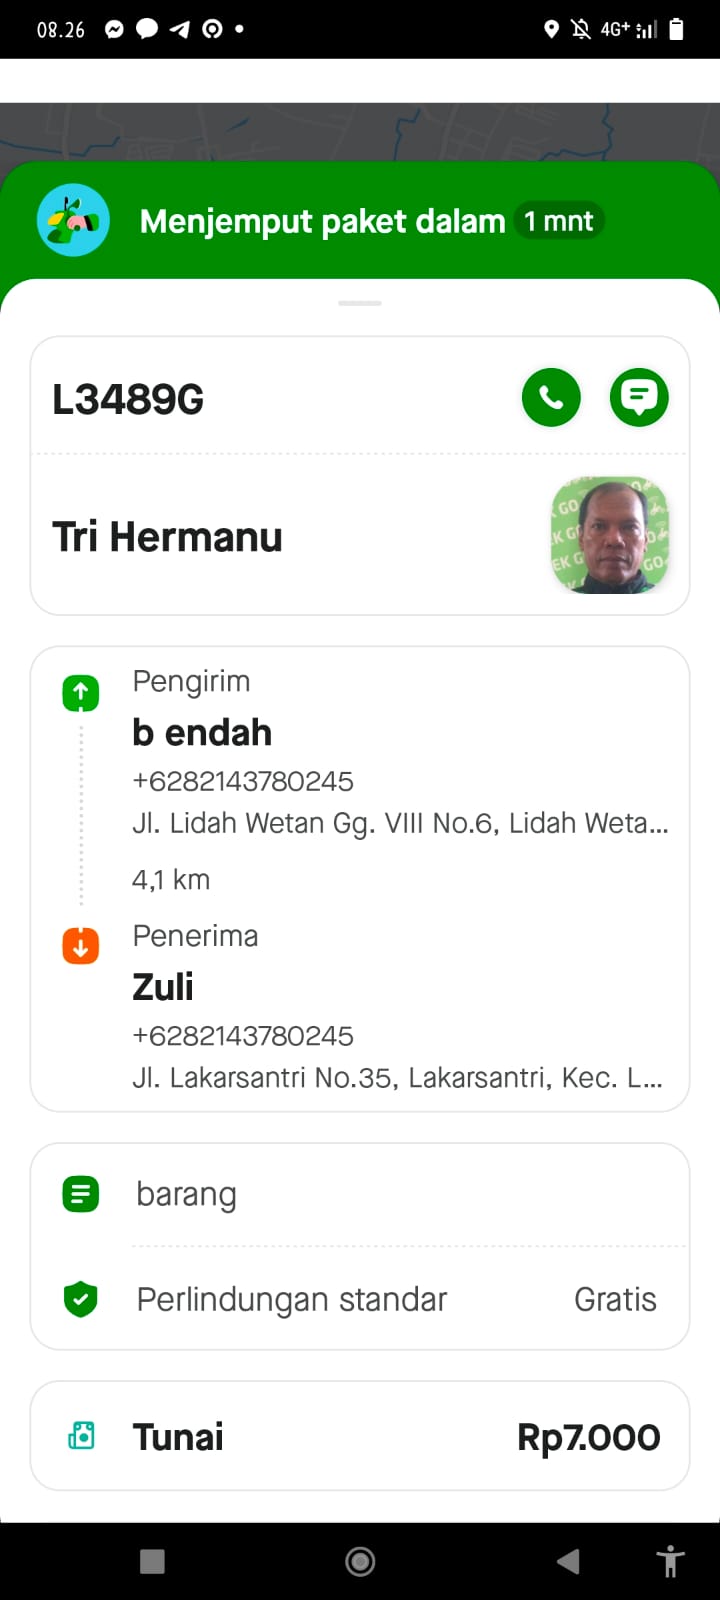 08.26
4G+
Menjemput paket dalam 1 mnt
L3489G
Tri Hermanu
Pengirim
b endah
+6282143780245
Jl. Lidah Wetan Gg. VIII No.6, Lidah Weta...
4,1 km
Penerima
Zuli
+6282143780245
Jl. Lakarsantri No.35, Lakarsantri, Kec. L...
barang
Perlindungan standar Gratis
Tunai Rp7.000